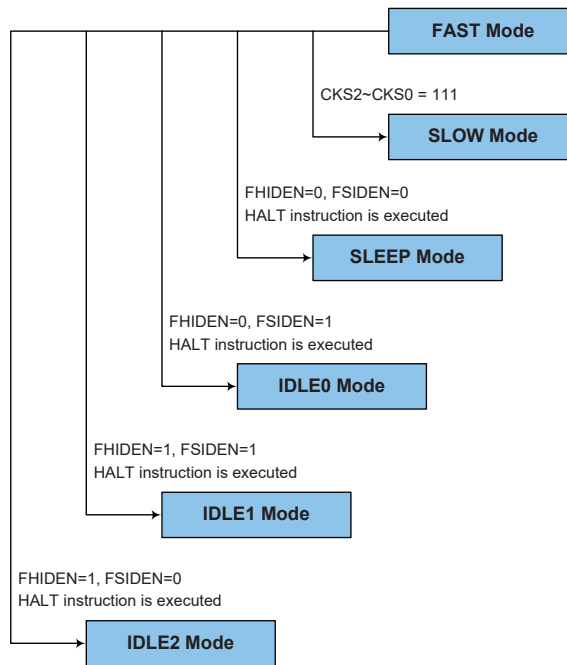 FAST Mode
CKS2~CKS0 = 111
SLOW Mode
FHIDEN=0, FSIDEN=0
HALT instruction is executed
SLEEP Mode
FHIDEN=0, FSIDEN=1
HALT instruction is executed
IDLE0 Mode
FHIDEN=1, FSIDEN=1
HALT instruction is executed
IDLE1 Mode
FHIDEN=1, FSIDEN=0
HALT instruction is executed
IDLE2 Mode